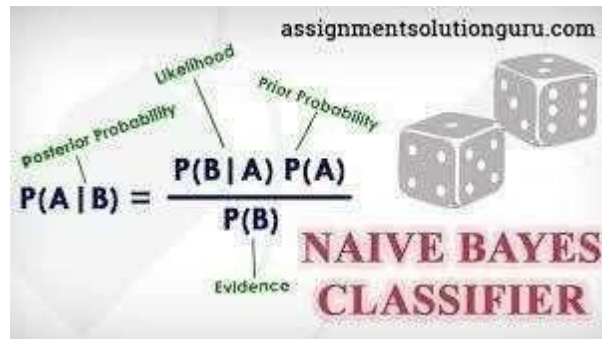 assignmentsolutionguru.com
Likelihood
Prior Probability
Posterior Probability
P(A|B) = P(B|A) P(A)
P(B)
Evidence
NAIVE BAYES
CLASSIFIER